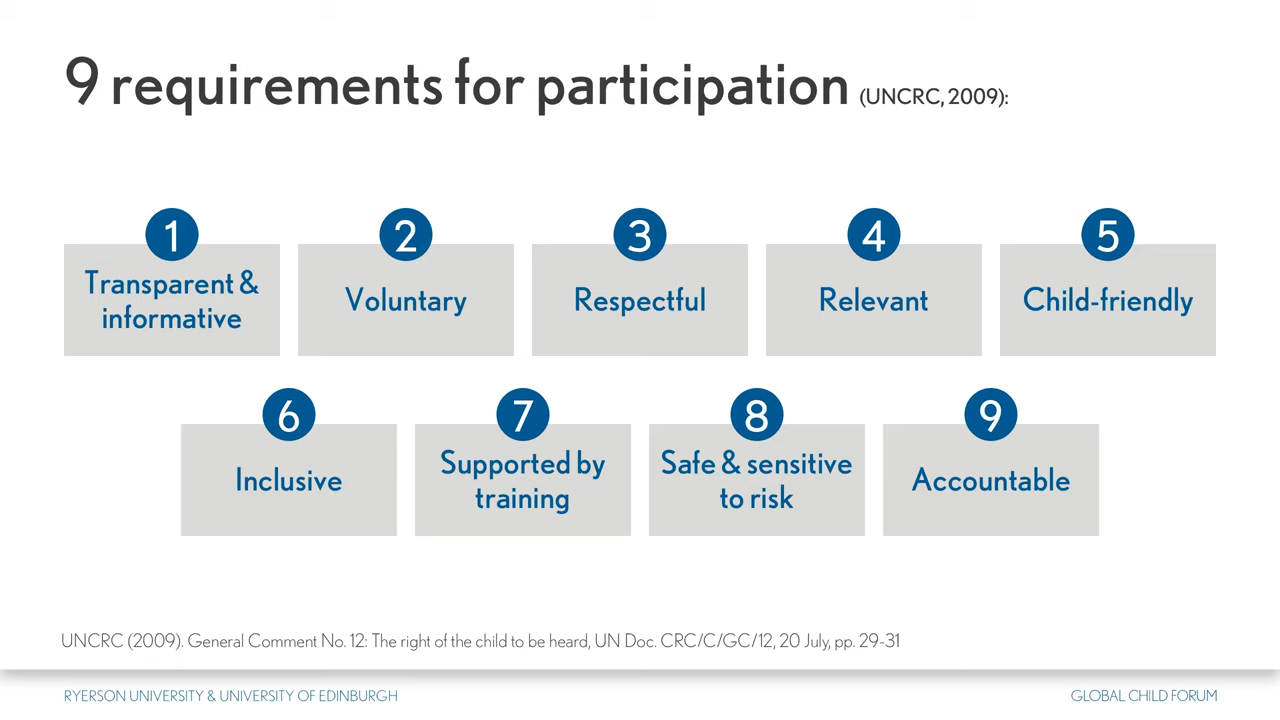 9 requirements for participation (UNCRC, 2009):
1
2
3
4
5
Transparent &
informative
Voluntary
Respectful
Relevant
Child-friendly
6
7
8
9
Inclusive
Supported by
training
Safe & sensitive
to risk
Accountable
UNCRC (2009). General Comment No. 12: The right of the child to be heard, UN Doc. CRC/C/GC/12, 20 July, pp. 29-31
RYERSON UNIVERSITY & UNIVERSITY OF EDINBURGH
GLOBAL CHILD FORUM